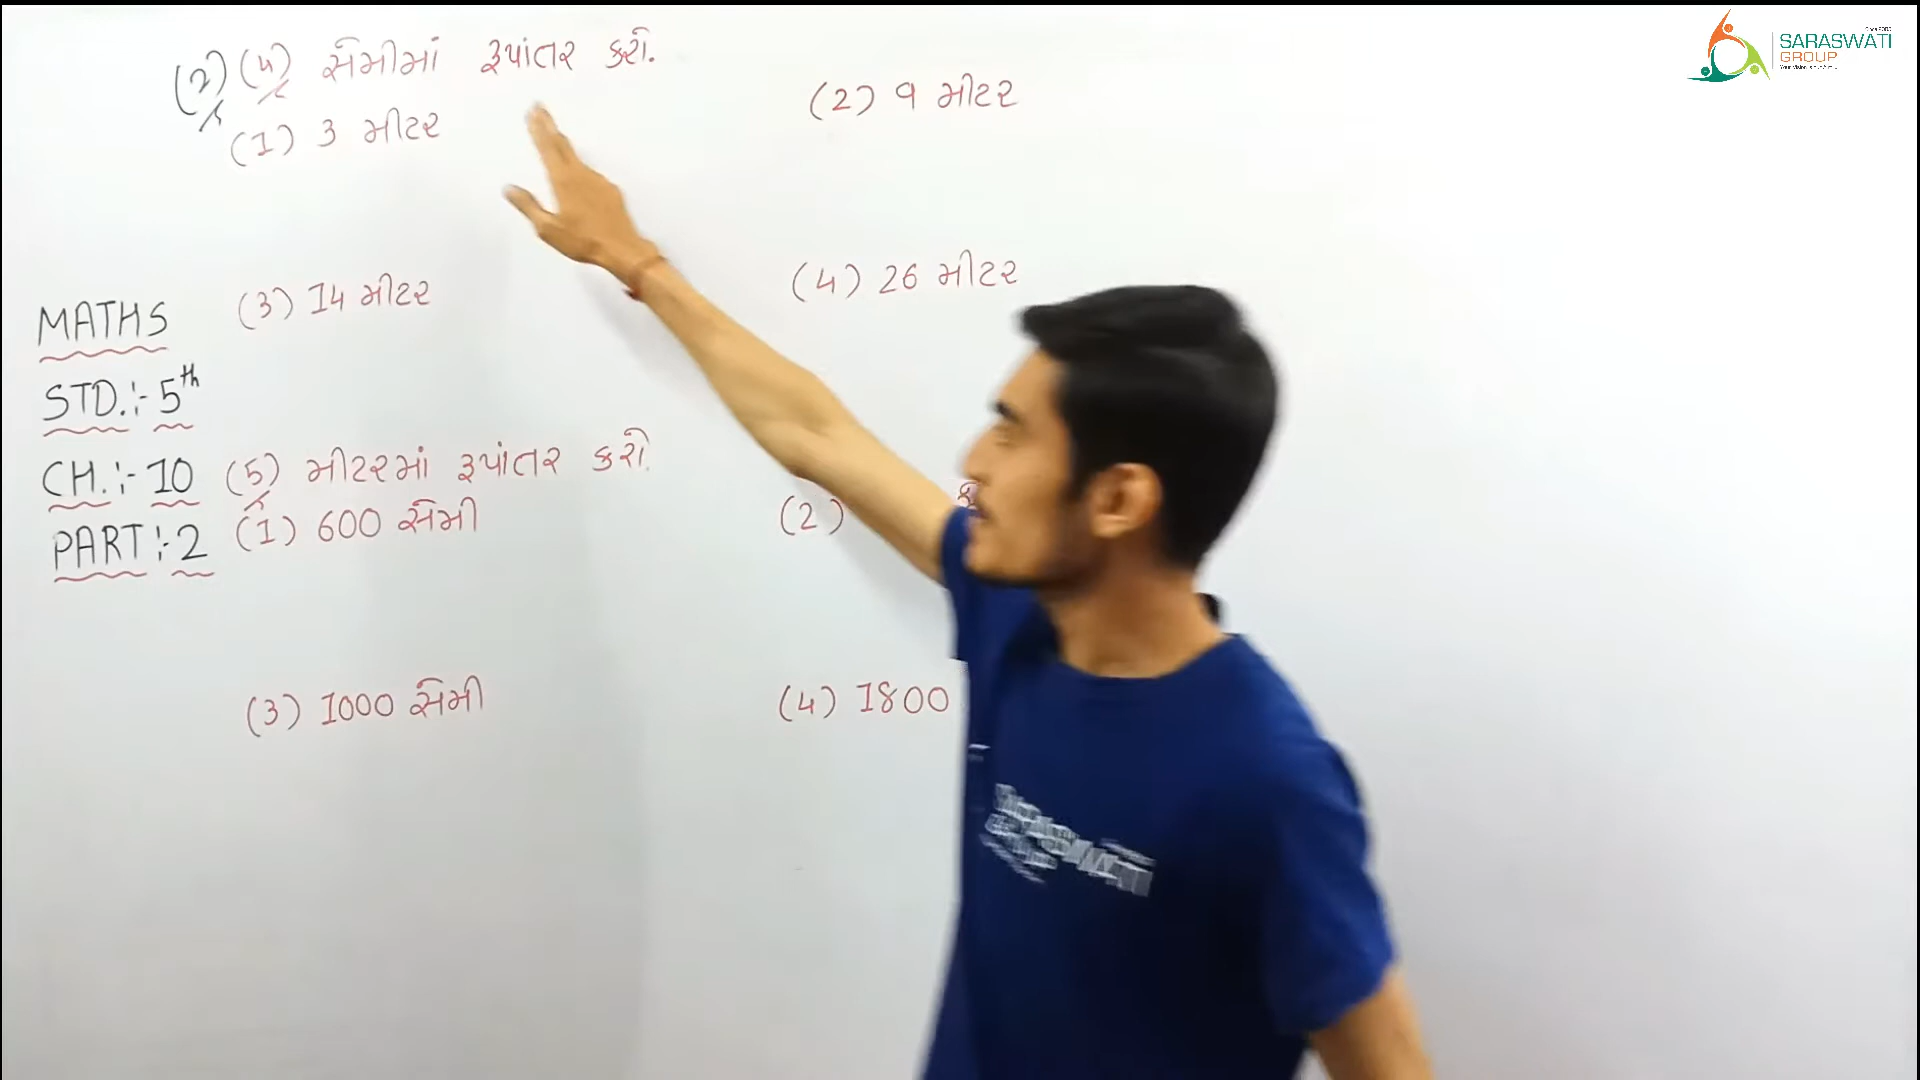 (2) (4) સેમીમાં રૂપાંતર કરો.
(1) 3 મીટર
(2) 9 મીટર
(3) 14 મીટર
(4) 26 મીટર
MATHS
STD.:- 5th
CH.:- 10
PART:- 2
(5) મીટરમાં રૂપાંતર કરો.
(1) 600 સેમી
(2)
(3) 1000 સેમી
(4) 1800
SARASWATI
GROUP